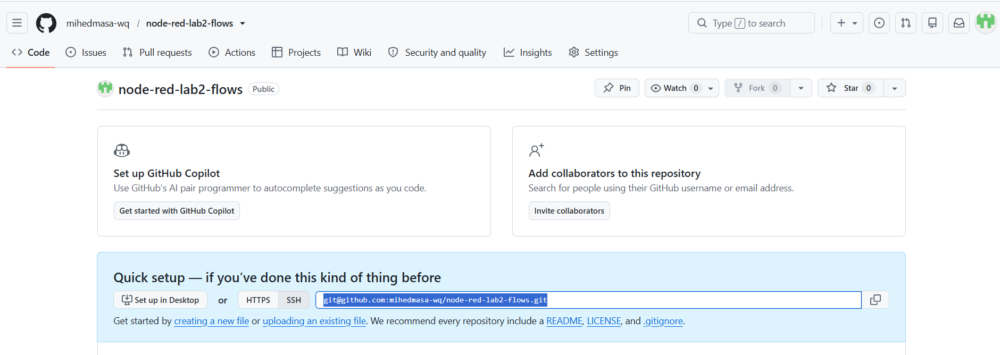 mihedmasa-wq / node-red-lab2-flows
Type / to search
Code Issues Pull requests Actions Projects Wiki Security and quality Insights Settings
node-red-lab2-flows Public
Pin Watch 0 Fork 0 Star 0
Set up GitHub Copilot
Use GitHub's AI pair programmer to autocomplete suggestions as you code.
Get started with GitHub Copilot
Add collaborators to this repository
Search for people using their GitHub username or email address.
Invite collaborators
Quick setup — if you’ve done this kind of thing before
Set up in Desktop or HTTPS SSH git@github.com:mihedmasa-wq/node-red-lab2-flows.git
Get started by creating a new file or uploading an existing file. We recommend every repository include a README, LICENSE, and .gitignore.